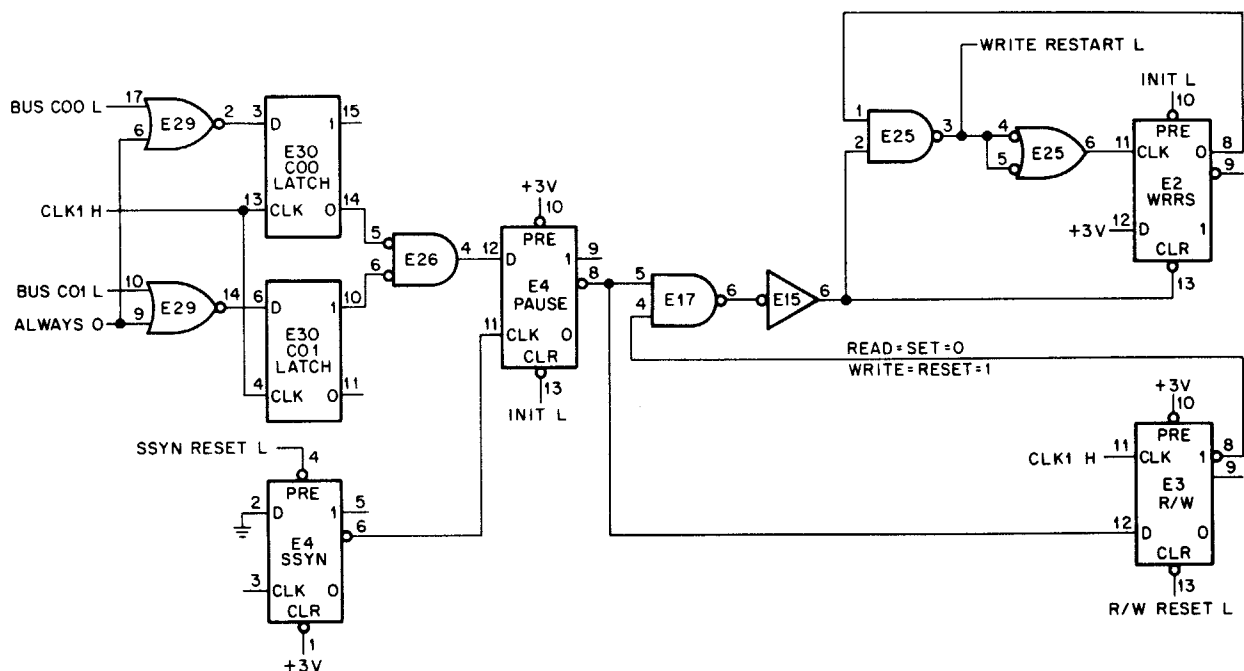 WRITE RESTART L
INIT L
10
BUS C00 L
17
6
E29
2
3
D
1
15
E30
C00
LATCH
CLK1 H
13
CLK
0
14
5
6
E26
4
12
+3V
10
PRE
D
1
9
8
E4
PAUSE
11
CLK
0
CLR
13
INIT L
BUS C01 L
10
ALWAYS 0
9
E29
14
6
D
1
10
E30
C01
LATCH
4
CLK
0
11
5
4
E17
6
E15
6
1
2
E25
3
4
5
E25
6
11
PRE
CLK
0
8
9
E2
WRRS
+3V
12
D
1
CLR
13
READ=SET=0
WRITE=RESET=1
SSYN RESET L
4
PRE
2
D
1
5
6
E4
SSYN
3
CLK
0
CLR
1
+3V
+3V
10
PRE
CLK1 H
11
CLK
1
8
9
E3
R/W
12
D
0
CLR
13
R/W RESET L